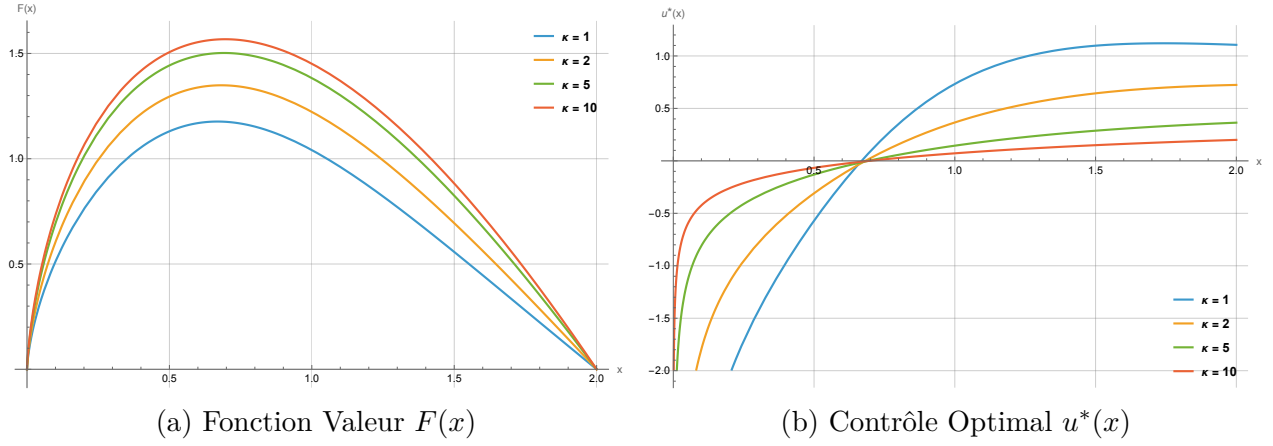 F(x)
1.5
1.0
0.5
0.5
1.0
1.5
2.0
x
κ = 1
κ = 2
κ = 5
κ = 10
(a) Fonction Valeur F(x)
u*(x)
1.0
0.5
-0.5
-1.0
-1.5
-2.0
0.5
1.0
1.5
2.0
x
κ = 1
κ = 2
κ = 5
κ = 10
(b) Contrôle Optimal u*(x)